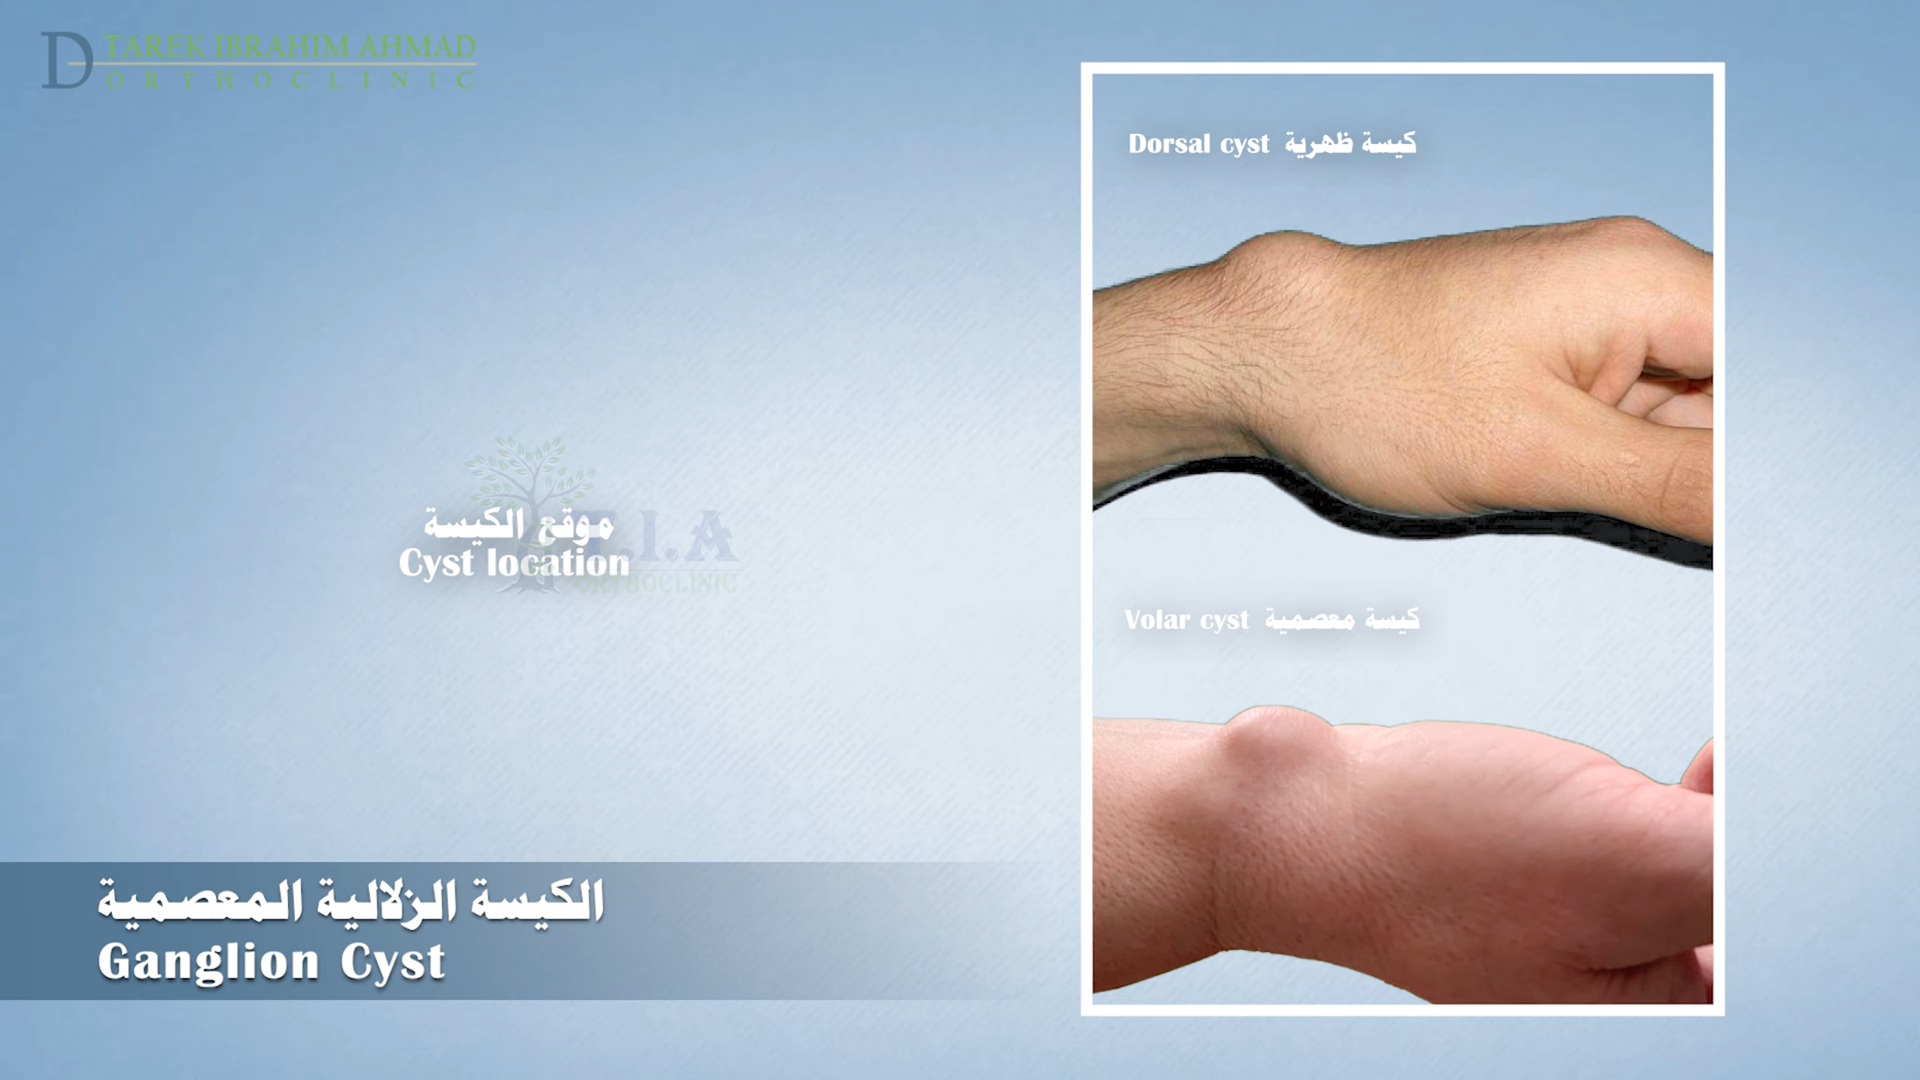 D TAREK IBRAHIM AHMAD
ORTHOCLINIC
Dorsal cyst كيسة ظهرية
موقع الكيسة
Cyst location
T.I.A
ORTHOCLINIC
Volar cyst كيسة معصمية
الكيسة الزلالية المعصمية
Ganglion Cyst